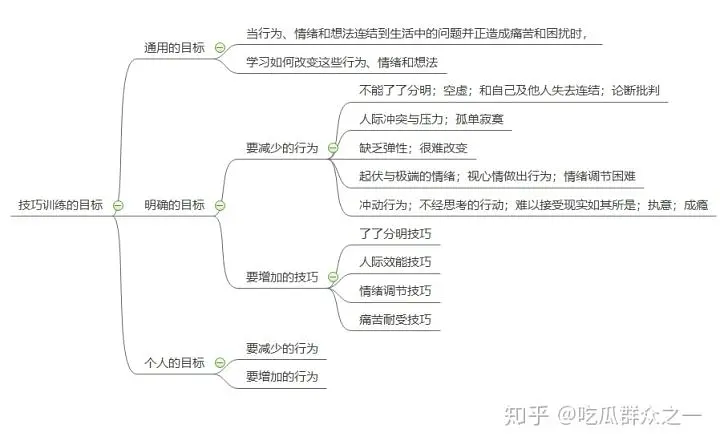 技巧训练的目标
通用的目标
当行为、情绪和想法连结到生活中的问题并正造成痛苦和困扰时，
学习如何改变这些行为、情绪和想法
明确的目标
要减少的行为
不能了了分明；空虚；和自己及他人失去连结；论断批判
人际冲突与压力；孤单寂寞
缺乏弹性；很难改变
起伏与极端的情绪；视心情做出行为；情绪调节困难
冲动行为；不经思考的行动；难以接受现实如其所是；执意；成瘾
要增加的技巧
了了分明技巧
人际效能技巧
情绪调节技巧
痛苦耐受技巧
个人的目标
要减少的行为
要增加的行为
知乎 @吃瓜群众之一